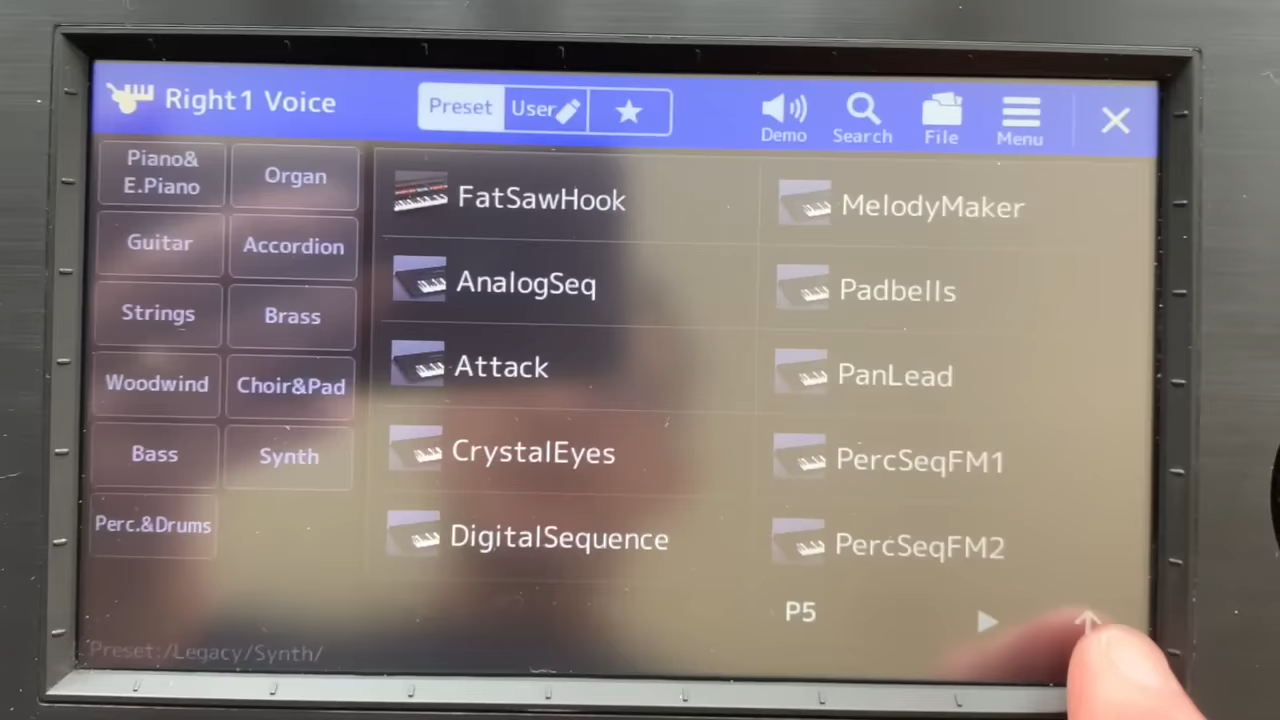 Right1 Voice
Preset
User
Demo
Search
File
Menu
Piano&
E.Piano
Organ
Guitar
Accordion
Strings
Brass
Woodwind
Choir&Pad
Bass
Synth
Perc.&Drums
FatSawHook
MelodyMaker
AnalogSeq
Padbells
Attack
PanLead
CrystalEyes
PercSeqFM1
DigitalSequence
PercSeqFM2
P5
Preset:/Legacy/Synth/